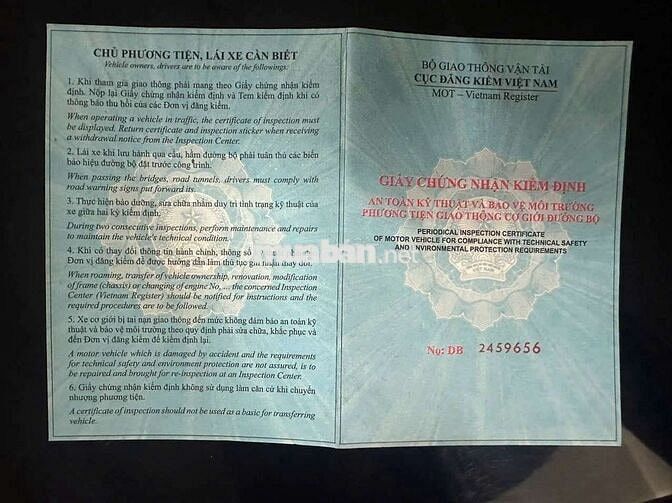 CHỦ PHƯƠNG TIỆN, LÁI XE CẦN BIẾT
Vehicle owners, drivers are to be aware of the followings:
1. Khi tham gia giao thông phải mang theo Giấy chứng nhận kiểm
định. Nộp lại Giấy chứng nhận kiểm định và Tem kiểm định khi có
thông báo thu hồi của các Đơn vị đăng kiểm.
When operating a vehicle in traffic, the certificate of inspection must
be displayed. Return certificate and inspection sticker when receiving
a withdrawal notice from the Inspection Center.
2. Lái xe khi lưu hành qua cầu, hầm đường bộ phải tuân thủ các biển
báo hiệu đường bộ đặt trước công trình.
When passing the bridges, road tunnels, drivers must comply with
road warning signs put forward its.
3. Thực hiện bảo dưỡng, sửa chữa nhằm duy trì tình trạng kỹ thuật của
xe giữa hai kỳ kiểm định.
During two consecutive inspections, perform maintenance and repairs
to maintain the vehicle's technical condition.
4. Khi có thay đổi thông tin hành chính, thông số
Đơn vị đăng kiểm để được hướng dẫn làm thủ tục ghi nhận thay đổi.
When roaming, transfer of vehicle ownership, renovation, modification
of frame (chassis) or changing of engine No, ... the concerned Inspection
Center (Vietnam Register) should be notified for instructions and the
required procedures are to be followed.
5. Xe cơ giới bị tai nạn giao thông đến mức không đảm bảo an toàn kỹ
thuật và bảo vệ môi trường theo quy định phải sửa chữa, khắc phục và
đến Đơn vị đăng kiểm để kiểm định lại.
A motor vehicle which is damaged by accident and the requirements
for technical safety and environment protection are not assured, is to
be repaired and brought for re-inspection at an Inspection Center.
6. Giấy chứng nhận kiểm định không sử dụng làm căn cứ khi chuyển
nhượng phương tiện.
A certificate of inspection should not be used as a basic for transferring
vehicle.
BỘ GIAO THÔNG VẬN TẢI
CỤC ĐĂNG KIỂM VIỆT NAM
MOT – Vietnam Register
GIẤY CHỨNG NHẬN KIỂM ĐỊNH
AN TOÀN KỸ THUẬT VÀ BẢO VỆ MÔI TRƯỜNG
PHƯƠNG TIỆN GIAO THÔNG CƠ GIỚI ĐƯỜNG BỘ
PERIODICAL INSPECTION CERTIFICATE
OF MOTOR VEHICLE FOR COMPLIANCE WITH TECHNICAL SAFETY
AND NVIRONMENTAL PROTECTION REQUIREMENTS
No: DB 2459656
muaban.net